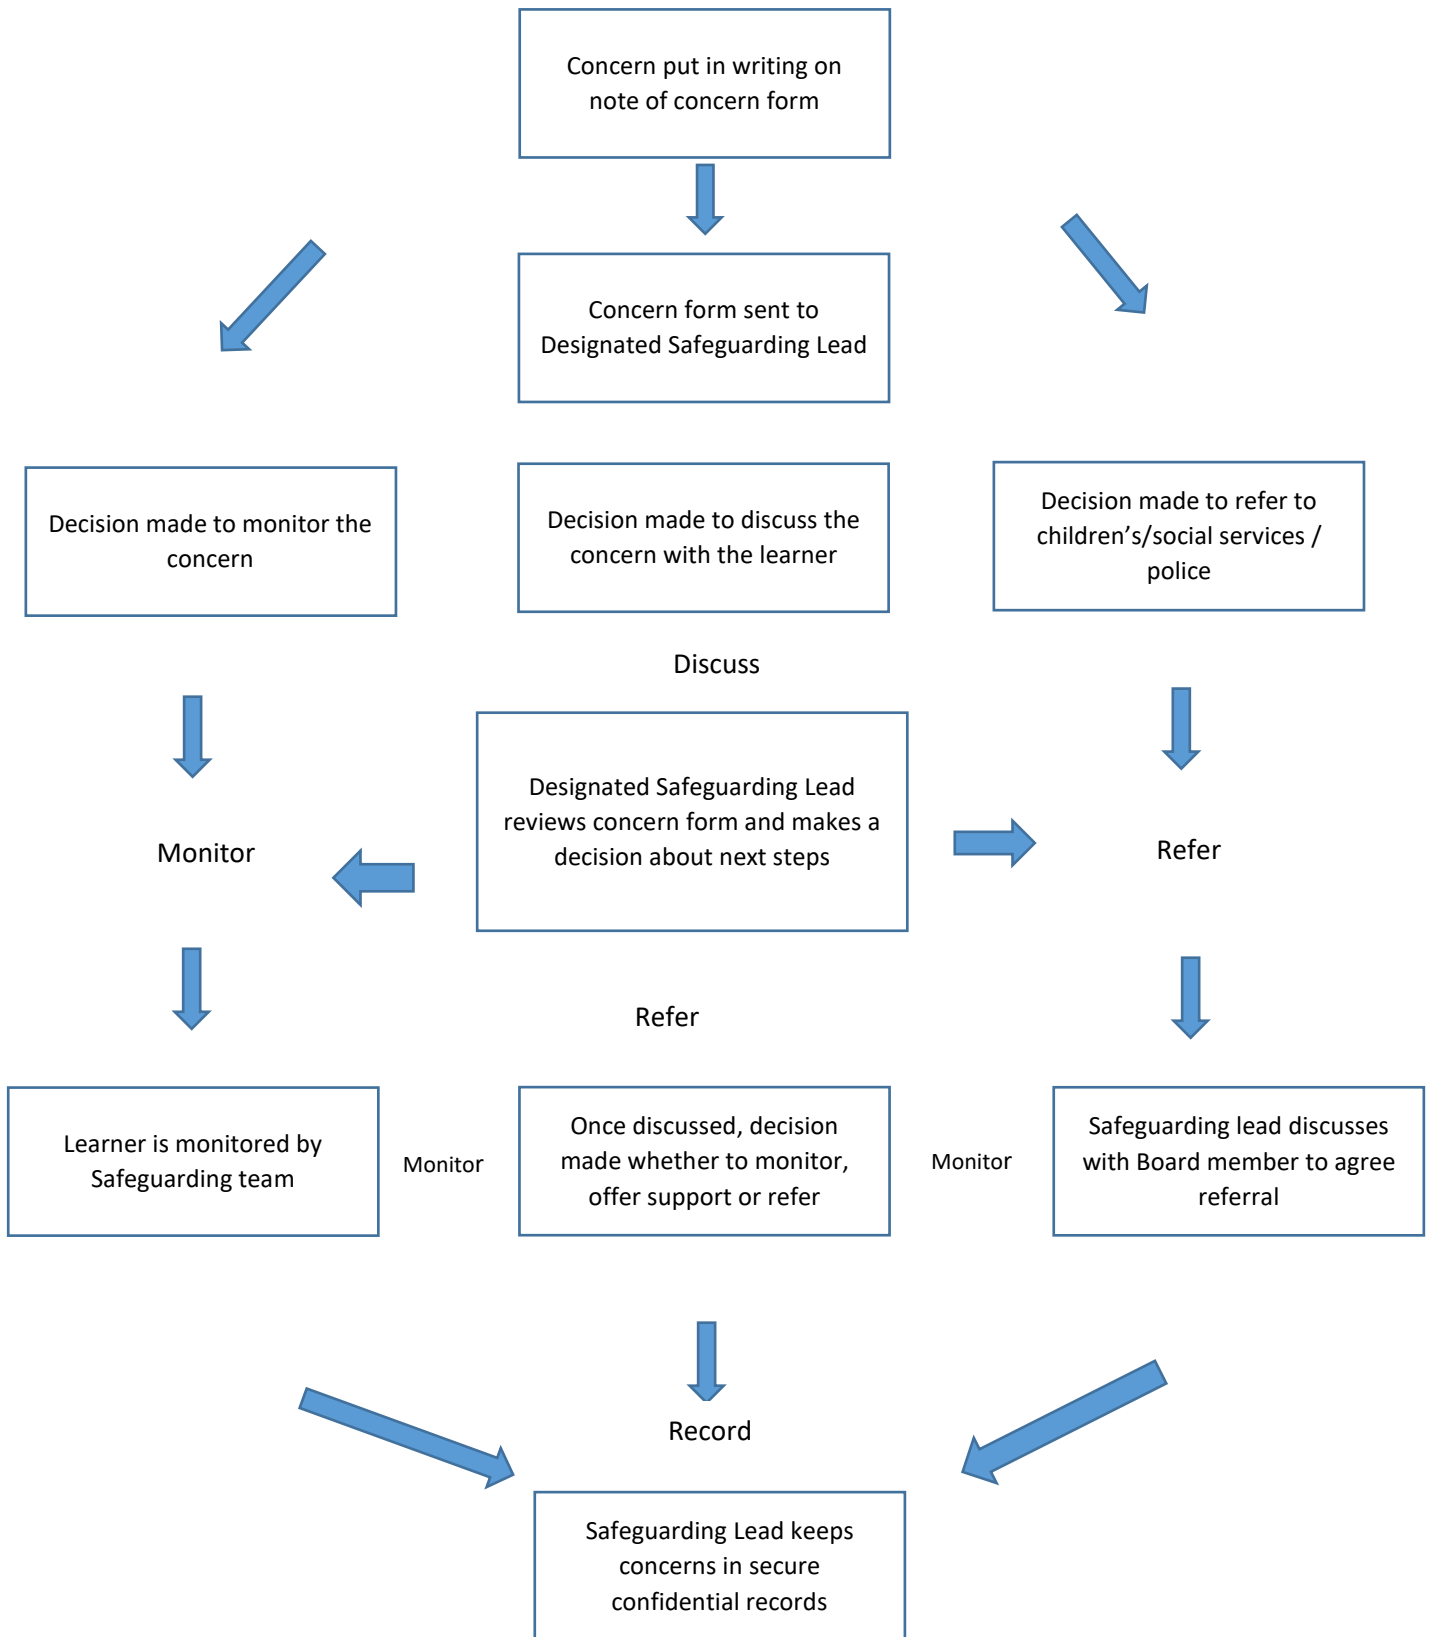 Concern put in writing on
note of concern form
Concern form sent to
Designated Safeguarding Lead
Decision made to monitor the
concern
Decision made to discuss the
concern with the learner
Decision made to refer to
children’s/social services /
police
Discuss
Designated Safeguarding Lead
reviews concern form and makes a
decision about next steps
Monitor
Refer
Refer
Learner is monitored by
Safeguarding team
Monitor
Once discussed, decision
made whether to monitor,
offer support or refer
Monitor
Safeguarding lead discusses
with Board member to agree
referral
Record
Safeguarding Lead keeps
concerns in secure
confidential records